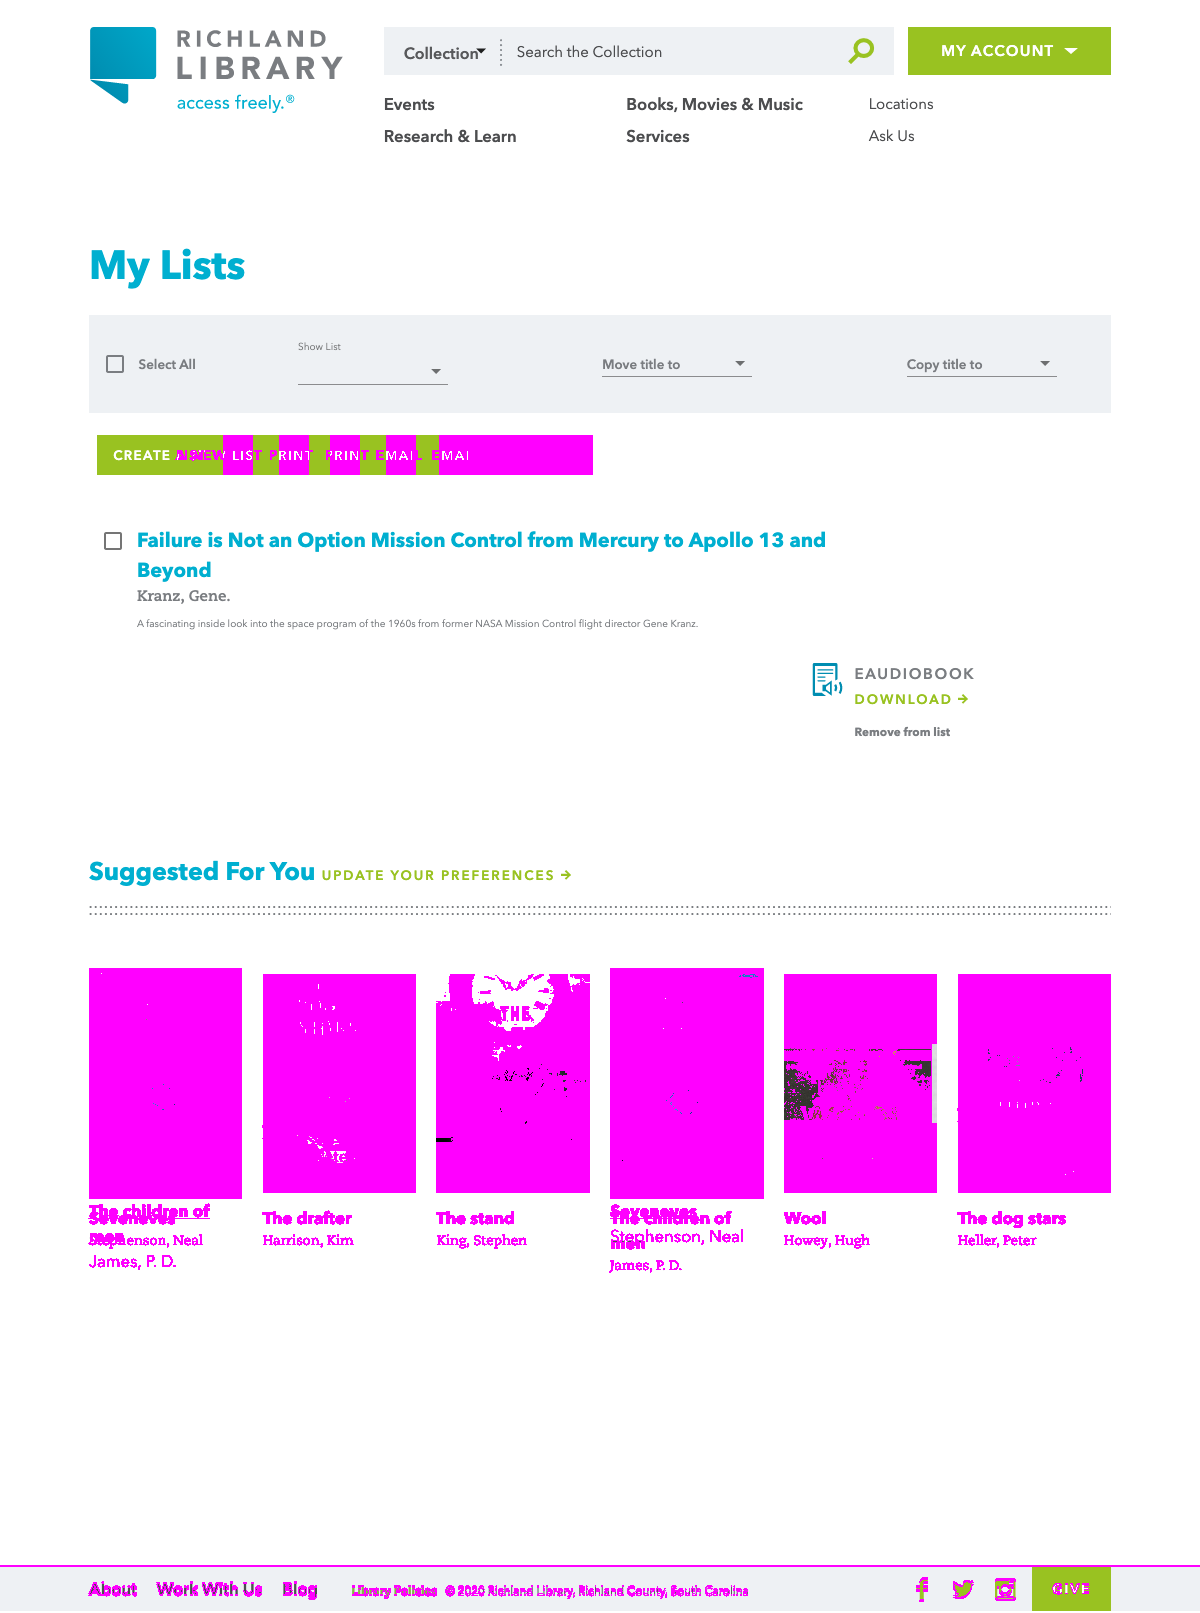 RICHLAND
LIBRARY
access freely.®
Collection
Search the Collection
MY ACCOUNT
Events
Books, Movies & Music
Locations
Research & Learn
Services
Ask Us
My Lists
Select All
Show List
Move title to
Copy title to
CREATE
LIST PRINT PRINT EMAIL EMAI
Failure is Not an Option Mission Control from Mercury to Apollo 13 and
Beyond
Kranz, Gene.
A fascinating inside look into the space program of the 1960s from former NASA Mission Control flight director Gene Kranz.
EAUDIOBOOK
DOWNLOAD →
Remove from list
Suggested For You UPDATE YOUR PREFERENCES →
THE
The children of
Seveneves
men
Stephenson, Neal
James, P. D.
The drafter
Harrison, Kim
The stand
King, Stephen
Seveneves
The children of
Stephenson, Neal
men
James, P. D.
Wool
Howey, Hugh
The dog stars
Heller, Peter
About Work With Us Blog Library Policies © 2020 Richland Library, Richland County, South Carolina
GIVE